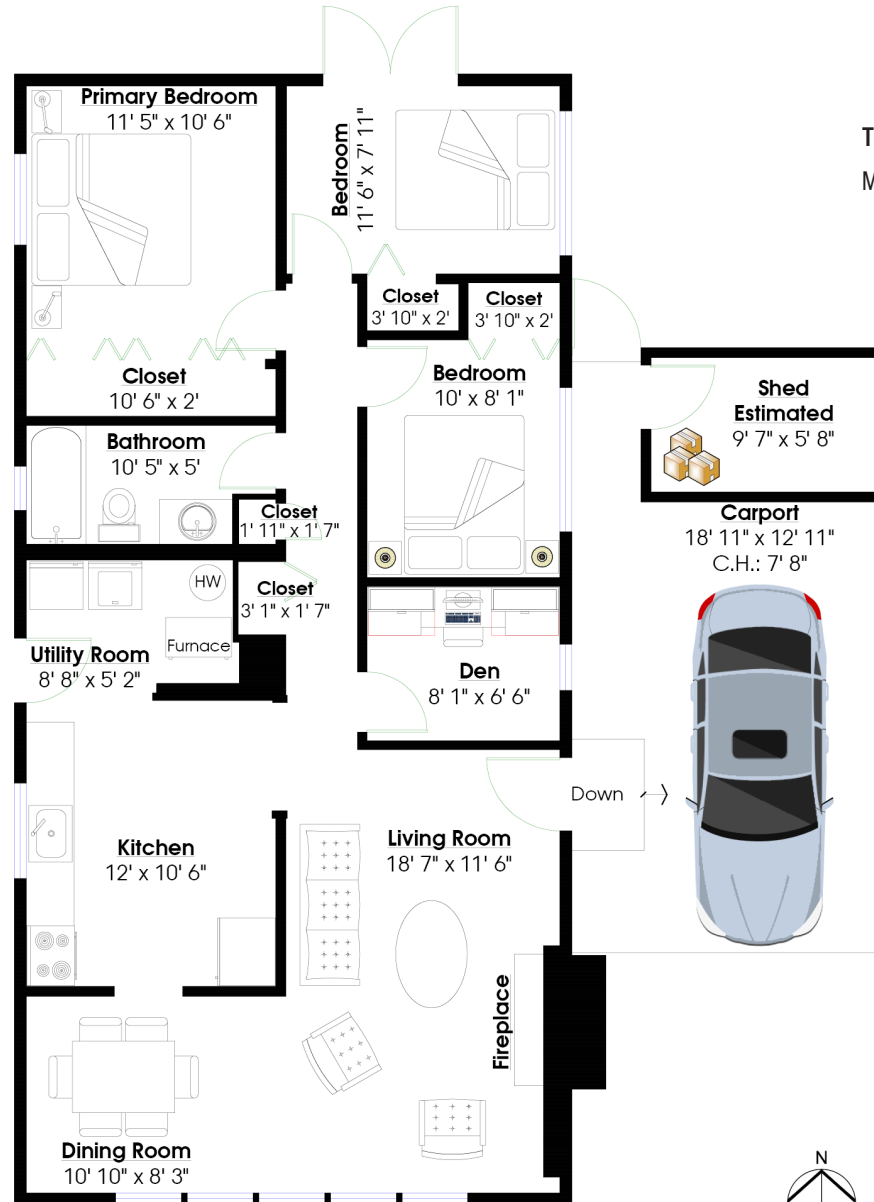 Primary Bedroom
11' 5" x 10' 6"
Bedroom
11' 6" x 7' 11"
T
M
Closet
3' 10" x 2'
Closet
3' 10" x 2'
Closet
10' 6" x 2'
Bedroom
10' x 8' 1"
Shed
Estimated
9' 7" x 5' 8"
Bathroom
10' 5" x 5'
Closet
1' 11" x 1' 7"
Carport
18' 11" x 12' 11"
C.H.: 7' 8"
HW
Closet
3' 1" x 1' 7"
Furnace
Utility Room
8' 8" x 5' 2"
Den
8' 1" x 6' 6"
Down
Kitchen
12' x 10' 6"
Living Room
18' 7" x 11' 6"
Fireplace
Dining Room
10' 10" x 8' 3"
N